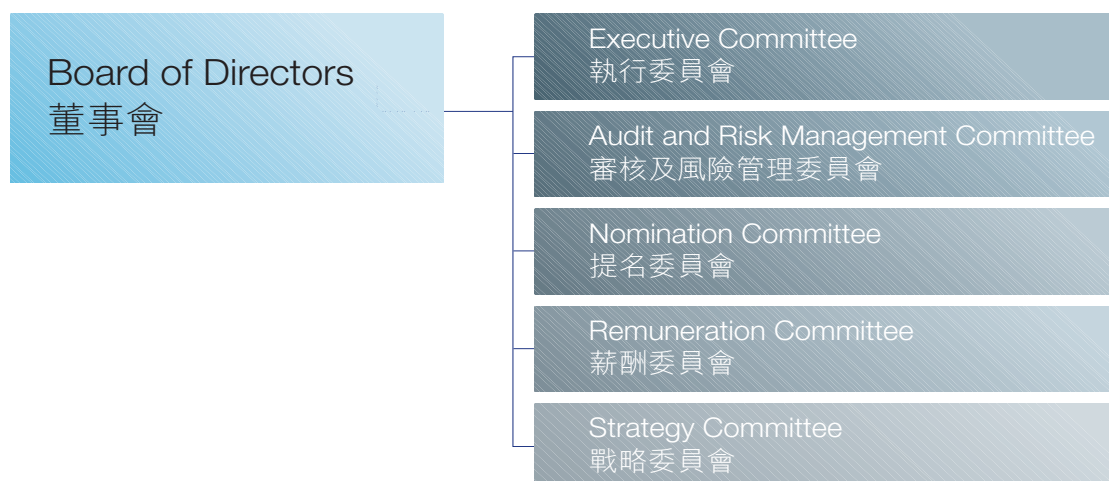 Board of Directors
董事會
Executive Committee
執行委員會
Audit and Risk Management Committee
審核及風險管理委員會
Nomination Committee
提名委員會
Remuneration Committee
薪酬委員會
Strategy Committee
戰略委員會